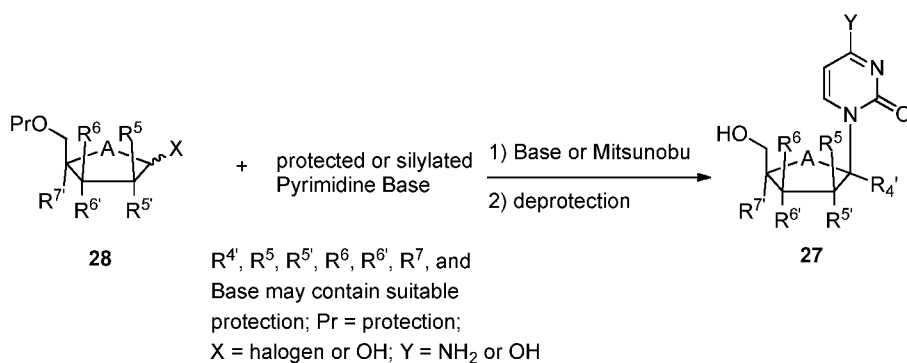 PrO
R⁶
R⁵
A
X
R⁷'
R⁶'
R⁵'
28
+
protected or silylated
Pyrimidine Base
1) Base or Mitsunobu
2) deprotection
Y
N
N
O
HO
R⁶
R⁵
A
R⁴'
R⁷'
R⁶'
R⁵'
27
R⁴', R⁵, R⁵', R⁶, R⁶', R⁷, and
Base may contain suitable
protection; Pr = protection;
X = halogen or OH; Y = NH₂ or OH